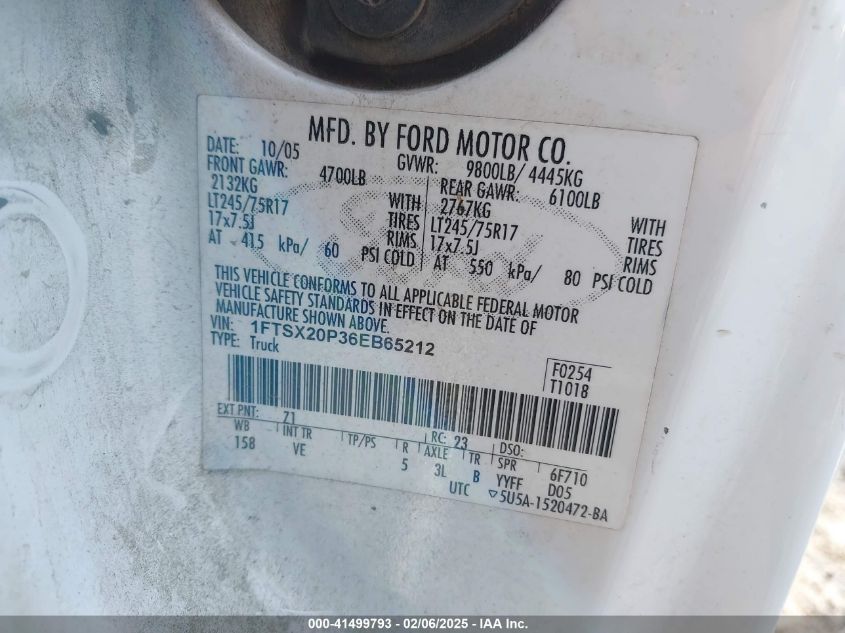 MFD. BY FORD MOTOR CO.
DATE: 10/05 GVWR: 9800LB/ 4445KG
FRONT GAWR: 4700LB REAR GAWR: 6100LB
2132KG WITH 2767KG WITH
LT245/75R17 TIRES LT245/75R17 TIRES
17x7.5J RIMS 17x7.5J RIMS
AT 415 kPa/ 60 PSI COLD AT 550 kPa/ 80 PSI COLD
THIS VEHICLE CONFORMS TO ALL APPLICABLE FEDERAL MOTOR
VEHICLE SAFETY STANDARDS IN EFFECT ON THE DATE OF
MANUFACTURE SHOWN ABOVE.
VIN: 1FTSX20P36EB65212
TYPE: Truck
F0254
T1018
EXT PNT: Z1 RC: 23 DSO:
WB INT TR TP/PS R AXLE TR SPR 6F710
158 VE 5 3L B YYFF D05
UTC ▽5U5A-1520472-BA
000-41499793 - 02/06/2025 - IAA Inc.